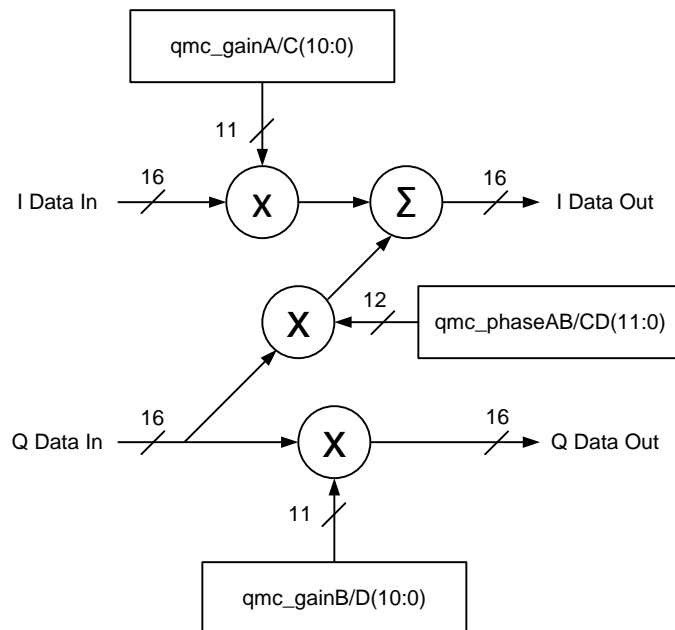 qmc_gainA/C(10:0)
11
16
16
I Data In
x
Σ
I Data Out
12
x
qmc_phaseAB/CD(11:0)
16
16
Q Data In
x
Q Data Out
11
qmc_gainB/D(10:0)